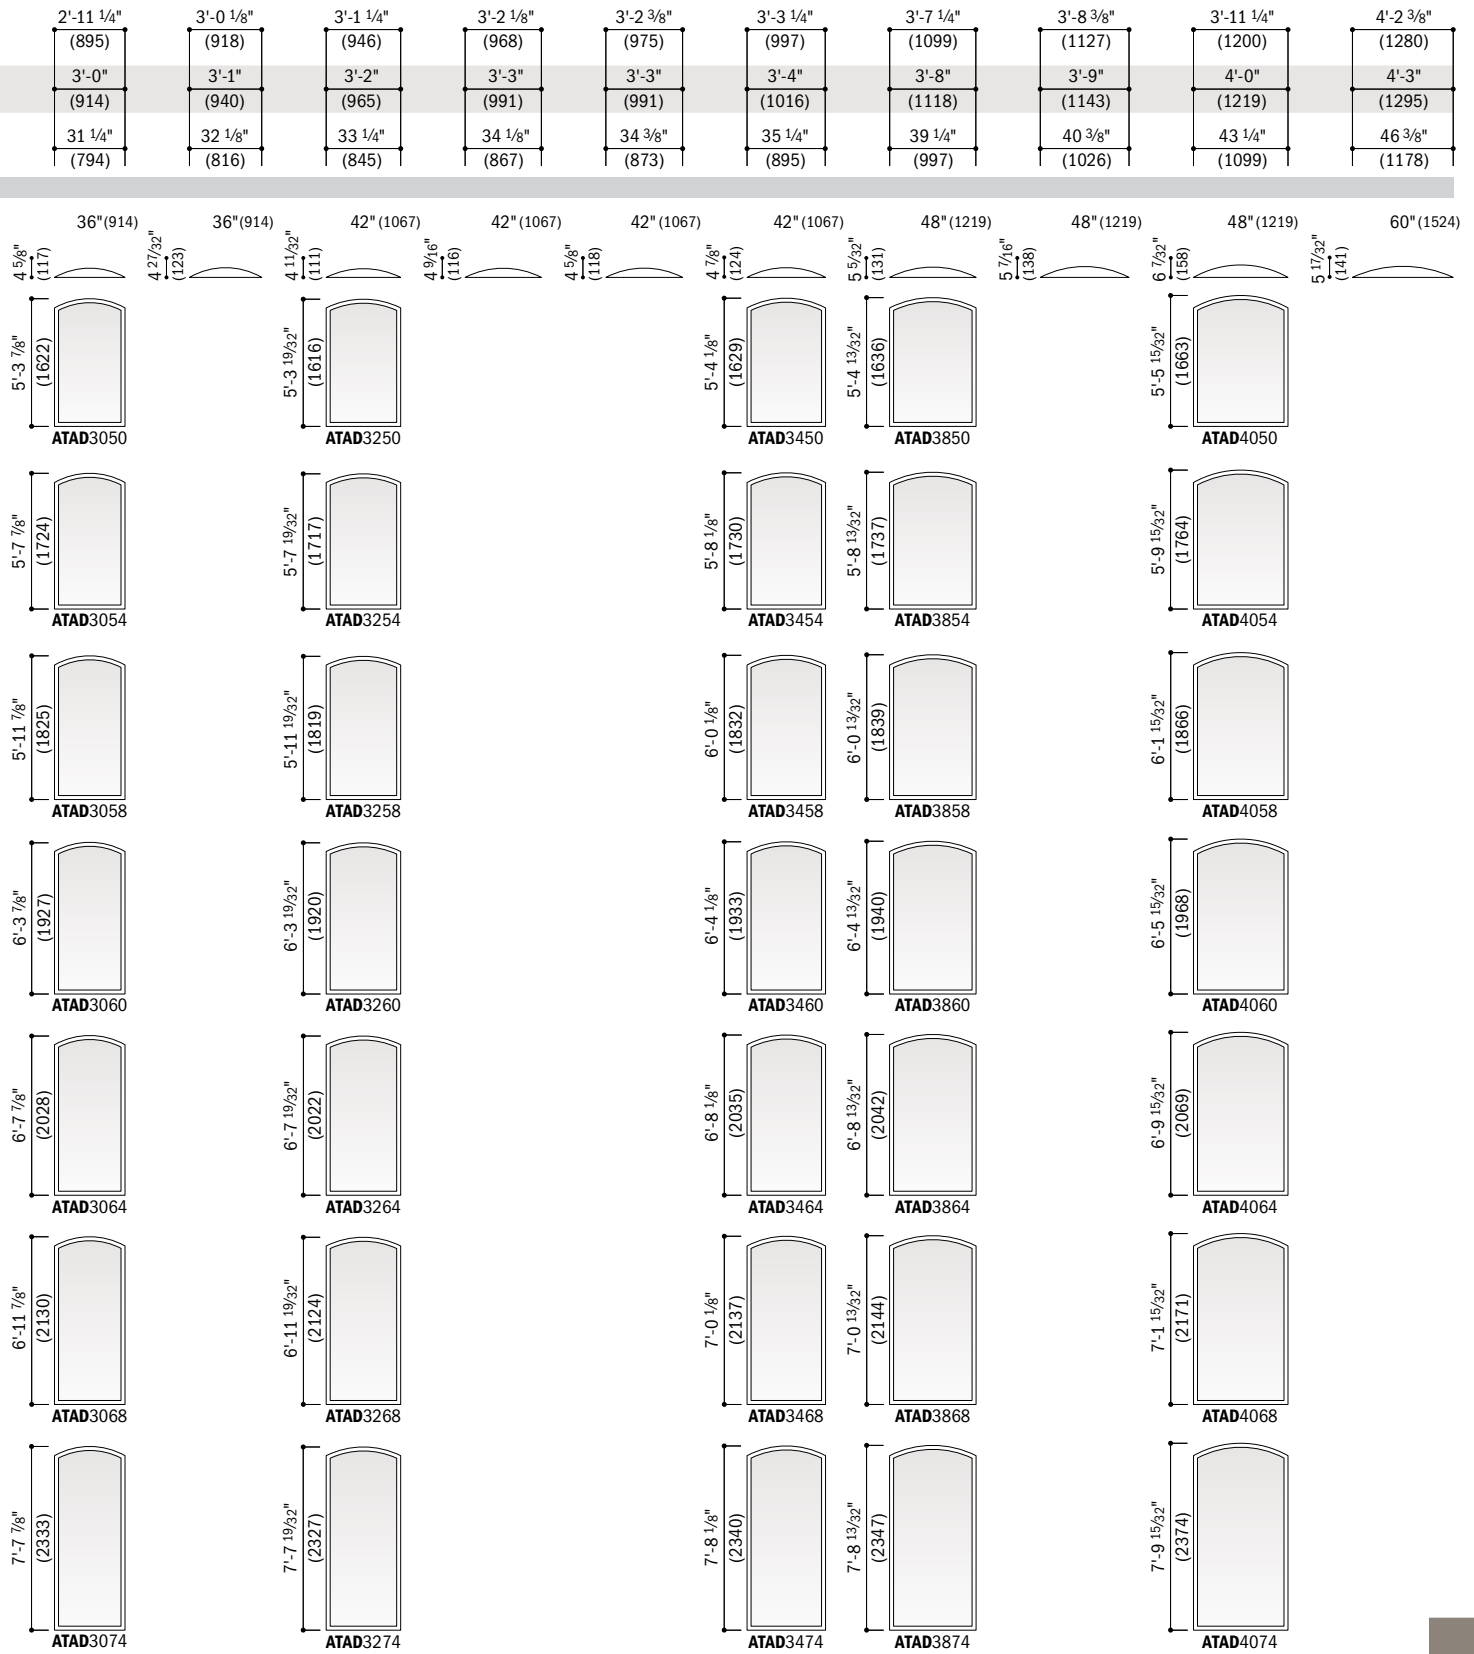 2'-11 1/4" 3'-0 1/8" 3'-1 1/4" 3'-2 1/8" 3'-2 3/8" 3'-3 1/4" 3'-7 1/4" 3'-8 3/8" 3'-11 1/4" 4'-2 3/8"
(895) (918) (946) (968) (975) (997) (1099) (1127) (1200) (1280)
3'-0" 3'-1" 3'-2" 3'-3" 3'-3" 3'-4" 3'-8" 3'-9" 4'-0" 4'-3"
(914) (940) (965) (991) (991) (1016) (1118) (1143) (1219) (1295)
31 1/4" 32 1/8" 33 1/4" 34 1/8" 34 3/8" 35 1/4" 39 1/4" 40 3/8" 43 1/4" 46 3/8"
(794) (816) (845) (867) (873) (895) (997) (1026) (1099) (1178)
36"(914) 36"(914) 42"(1067) 42"(1067) 42"(1067) 42"(1067) 48"(1219) 48"(1219) 48"(1219) 60"(1524)
4 5/8" 4 27/32" 4 11/32" 4 9/16" 4 5/8" 4 7/8" 5 5/32" 5 7/16" 6 7/32" 5 17/32"
(117) (123) (111) (116) (118) (124) (131) (138) (158) (141)
5'-3 7/8" 5'-3 19/32" 5'-4 1/8" 5'-4 13/32" 5'-5 15/32"
(1622) (1616) (1629) (1636) (1663)
ATAD3050 ATAD3250 ATAD3450 ATAD3850 ATAD4050
5'-7 7/8" 5'-7 19/32" 5'-8 1/8" 5'-8 13/32" 5'-9 15/32"
(1724) (1717) (1730) (1737) (1764)
ATAD3054 ATAD3254 ATAD3454 ATAD3854 ATAD4054
5'-11 7/8" 5'-11 19/32" 6'-0 1/8" 6'-0 13/32" 6'-1 15/32"
(1825) (1819) (1832) (1839) (1866)
ATAD3058 ATAD3258 ATAD3458 ATAD3858 ATAD4058
6'-3 7/8" 6'-3 19/32" 6'-4 1/8" 6'-4 13/32" 6'-5 15/32"
(1927) (1920) (1933) (1940) (1968)
ATAD3060 ATAD3260 ATAD3460 ATAD3860 ATAD4060
6'-7 7/8" 6'-7 19/32" 6'-8 1/8" 6'-8 13/32" 6'-9 15/32"
(2028) (2022) (2035) (2042) (2069)
ATAD3064 ATAD3264 ATAD3464 ATAD3864 ATAD4064
6'-11 7/8" 6'-11 19/32" 7'-0 1/8" 7'-0 13/32" 7'-1 15/32"
(2130) (2124) (2137) (2144) (2171)
ATAD3068 ATAD3268 ATAD3468 ATAD3868 ATAD4068
7'-7 7/8" 7'-7 19/32" 7'-8 1/8" 7'-8 13/32" 7'-9 15/32"
(2333) (2327) (2340) (2347) (2374)
ATAD3074 ATAD3274 ATAD3474 ATAD3874 ATAD4074